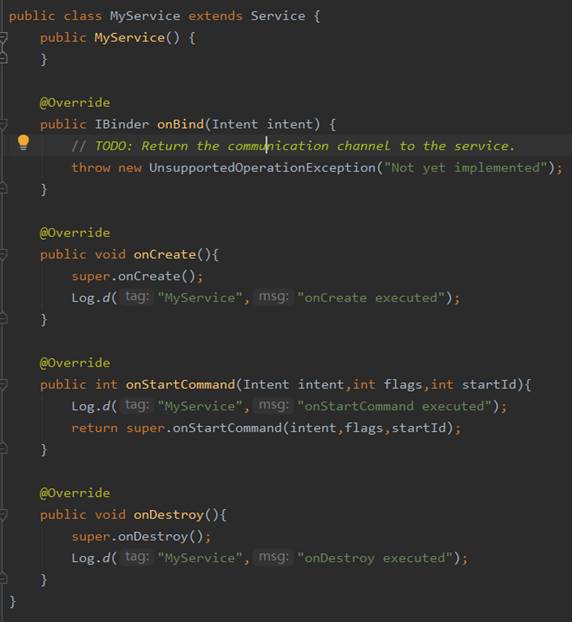 public class MyService extends Service {
    public MyService() {
    }

    @Override
    public IBinder onBind(Intent intent) {
        // TODO: Return the communication channel to the service.
        throw new UnsupportedOperationException("Not yet implemented");
    }

    @Override
    public void onCreate(){
        super.onCreate();
        Log.d( tag: "MyService", msg: "onCreate executed");
    }

    @Override
    public int onStartCommand(Intent intent,int flags,int startId){
        Log.d( tag: "MyService", msg: "onStartCommand executed");
        return super.onStartCommand(intent,flags,startId);
    }

    @Override
    public void onDestroy(){
        super.onDestroy();
        Log.d( tag: "MyService", msg: "onDestroy executed");
    }
}